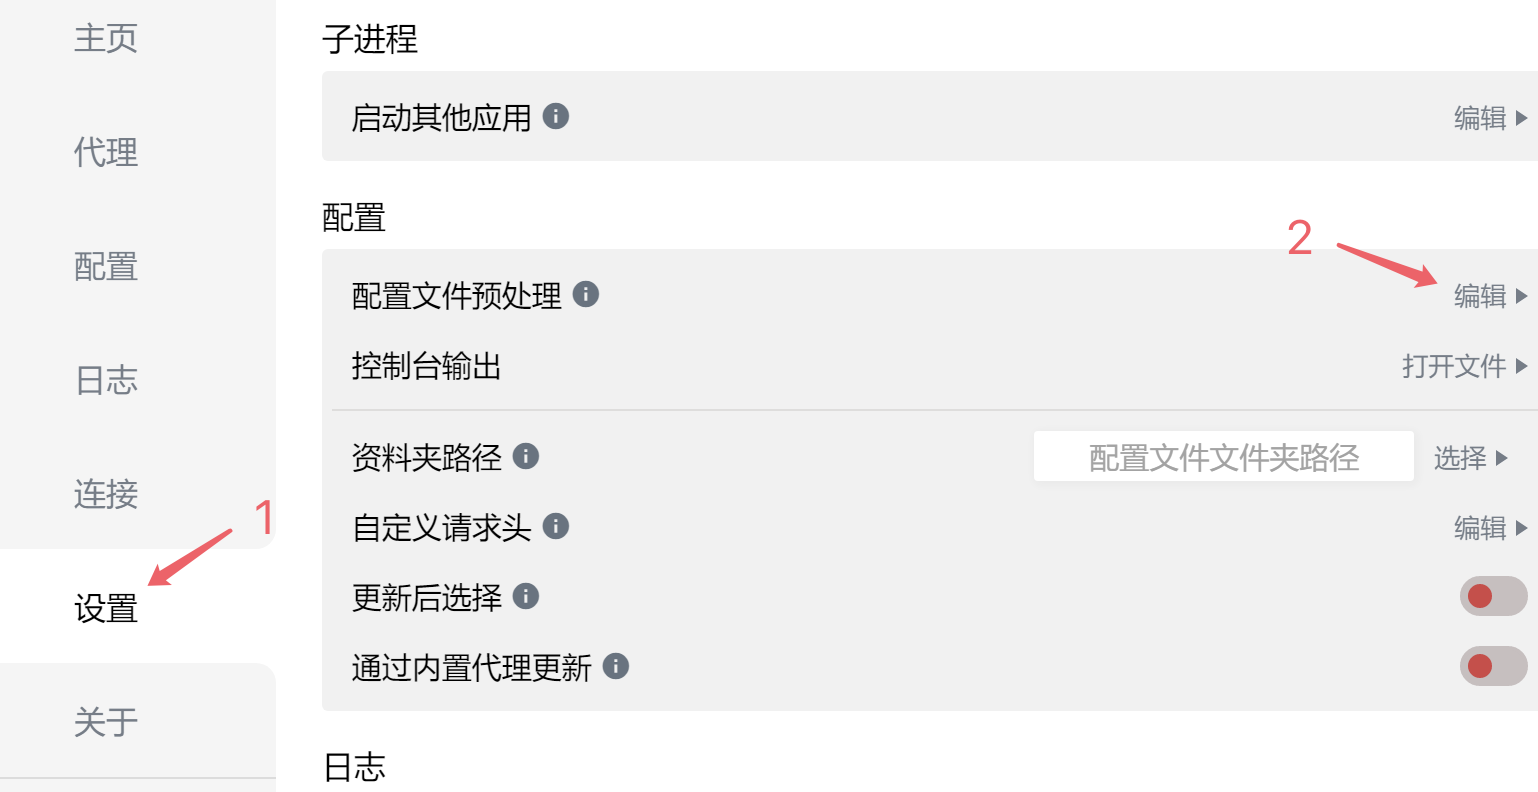 主页
代理
配置
日志
连接
1
设置
关于
子进程
启动其他应用
编辑
配置
2
配置文件预处理
编辑
控制台输出
打开文件
资料夹路径
配置文件文件夹路径
选择
自定义请求头
编辑
更新后选择
通过内置代理更新
日志